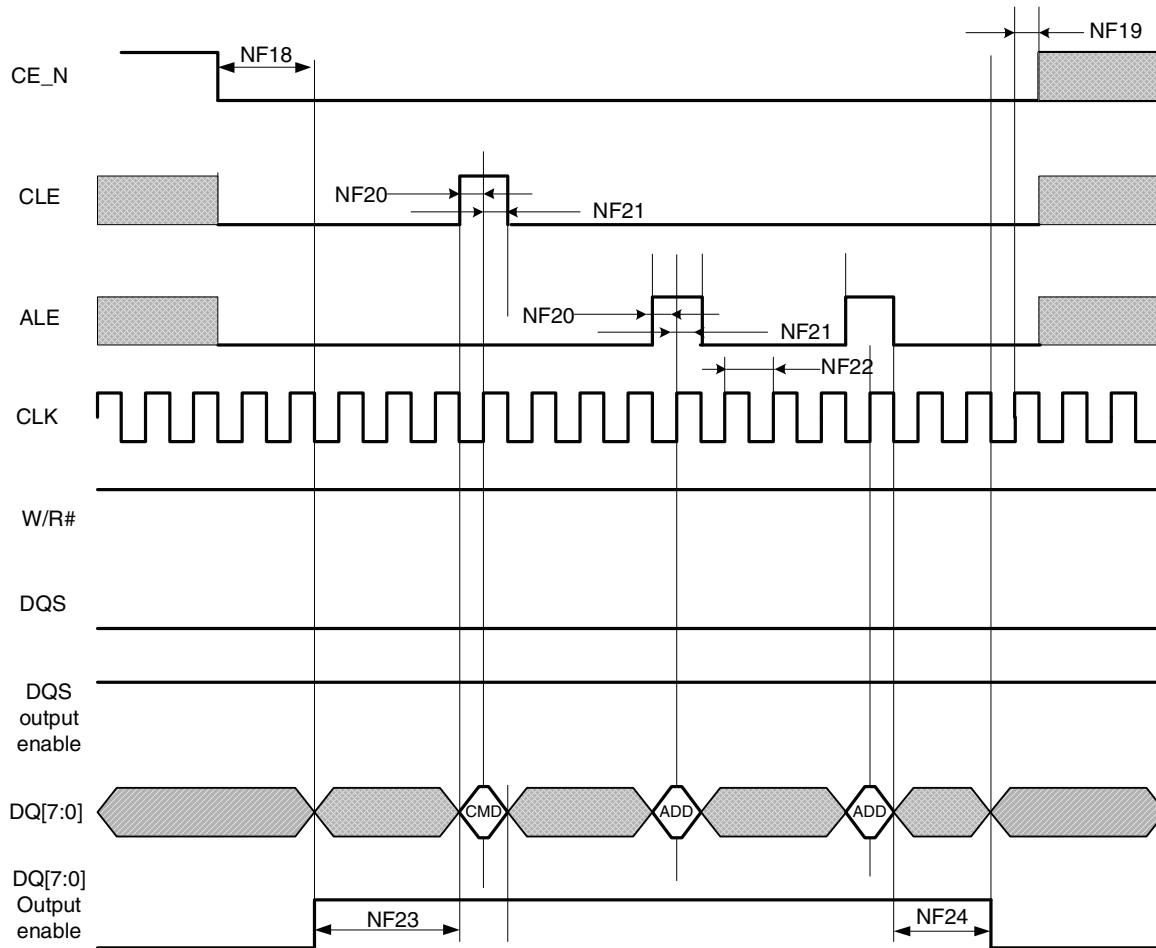 NF19
NF18
CE_N
CLE
NF20
NF21
ALE
NF20
NF21
NF22
CLK
W/R#
DQS
DQS
output
enable
DQ[7:0]
CMD
ADD
ADD
DQ[7:0]
Output
enable
NF23
NF24